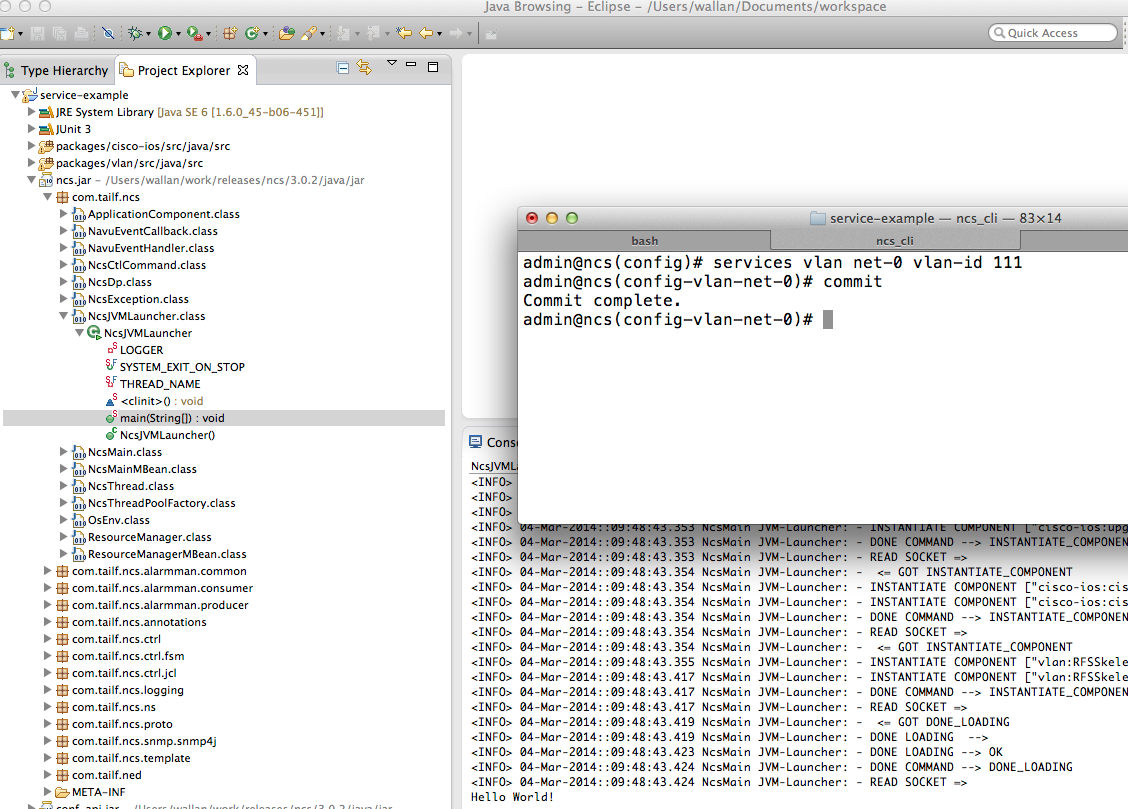 Java Browsing – Eclipse – /Users/wallan/Documents/workspace
Quick Access
Type Hierarchy
Project Explorer
service-example
JRE System Library [Java SE 6 [1.6.0_45-b06-451]]
JUnit 3
packages/cisco-ios/src/java/src
packages/vlan/src/java/src
ncs.jar – /Users/wallan/work/releases/ncs/3.0.2/java/jar
com.tailf.ncs
ApplicationComponent.class
NavuEventCallback.class
NavuEventHandler.class
NcsCtlCommand.class
NcsDp.class
NcsException.class
NcsJVMLauncher.class
NcsJVMLauncher
LOGGER
SYSTEM_EXIT_ON_STOP
THREAD_NAME
<clinit>() : void
main(String[]) : void
NcsJVMLauncher()
NcsMain.class
NcsMainMBean.class
NcsThread.class
NcsThreadPoolFactory.class
OsEnv.class
ResourceManager.class
ResourceManagerMBean.class
com.tailf.ncs.alarmman.common
com.tailf.ncs.alarmman.consumer
com.tailf.ncs.alarmman.producer
com.tailf.ncs.annotations
com.tailf.ncs.ctrl
com.tailf.ncs.ctrl.fsm
com.tailf.ncs.ctrl.jcl
com.tailf.ncs.logging
com.tailf.ncs.ns
com.tailf.ncs.proto
com.tailf.ncs.snmp.snmp4j
com.tailf.ncs.template
com.tailf.ned
META-INF
conf_api.jar – /Users/wallan/work/releases/ncs/3.0.2/java/jar
service-example — ncs_cli — 83×14
bash
ncs_cli
admin@ncs(config)# services vlan net-0 vlan-id 111
admin@ncs(config-vlan-net-0)# commit
Commit complete.
admin@ncs(config-vlan-net-0)#
Conso
NcsJVMLa
<INFO>
<INFO>
<INFO>
<INFO> 04-Mar-2014::09:48:43.353 NcsMain JVM-Launcher: - INSTANTIATE COMPONENT ["cisco-ios:upg
<INFO> 04-Mar-2014::09:48:43.353 NcsMain JVM-Launcher: - DONE COMMAND --> INSTANTIATE_COMPONEN
<INFO> 04-Mar-2014::09:48:43.353 NcsMain JVM-Launcher: - READ SOCKET =>
<INFO> 04-Mar-2014::09:48:43.354 NcsMain JVM-Launcher: -  <= GOT INSTANTIATE_COMPONENT
<INFO> 04-Mar-2014::09:48:43.354 NcsMain JVM-Launcher: - INSTANTIATE COMPONENT ["cisco-ios:cis
<INFO> 04-Mar-2014::09:48:43.354 NcsMain JVM-Launcher: - INSTANTIATE COMPONENT ["cisco-ios:cis
<INFO> 04-Mar-2014::09:48:43.354 NcsMain JVM-Launcher: - DONE COMMAND --> INSTANTIATE_COMPONEN
<INFO> 04-Mar-2014::09:48:43.354 NcsMain JVM-Launcher: - READ SOCKET =>
<INFO> 04-Mar-2014::09:48:43.354 NcsMain JVM-Launcher: -  <= GOT INSTANTIATE_COMPONENT
<INFO> 04-Mar-2014::09:48:43.355 NcsMain JVM-Launcher: - INSTANTIATE COMPONENT ["vlan:RFSSkele
<INFO> 04-Mar-2014::09:48:43.417 NcsMain JVM-Launcher: - INSTANTIATE COMPONENT ["vlan:RFSSkele
<INFO> 04-Mar-2014::09:48:43.417 NcsMain JVM-Launcher: - DONE COMMAND --> INSTANTIATE_COMPONEN
<INFO> 04-Mar-2014::09:48:43.417 NcsMain JVM-Launcher: - READ SOCKET =>
<INFO> 04-Mar-2014::09:48:43.419 NcsMain JVM-Launcher: -  <= GOT DONE_LOADING
<INFO> 04-Mar-2014::09:48:43.419 NcsMain JVM-Launcher: - DONE LOADING  -->
<INFO> 04-Mar-2014::09:48:43.423 NcsMain JVM-Launcher: - DONE LOADING --> OK
<INFO> 04-Mar-2014::09:48:43.424 NcsMain JVM-Launcher: - DONE COMMAND --> DONE_LOADING
<INFO> 04-Mar-2014::09:48:43.424 NcsMain JVM-Launcher: - READ SOCKET =>
Hello World!